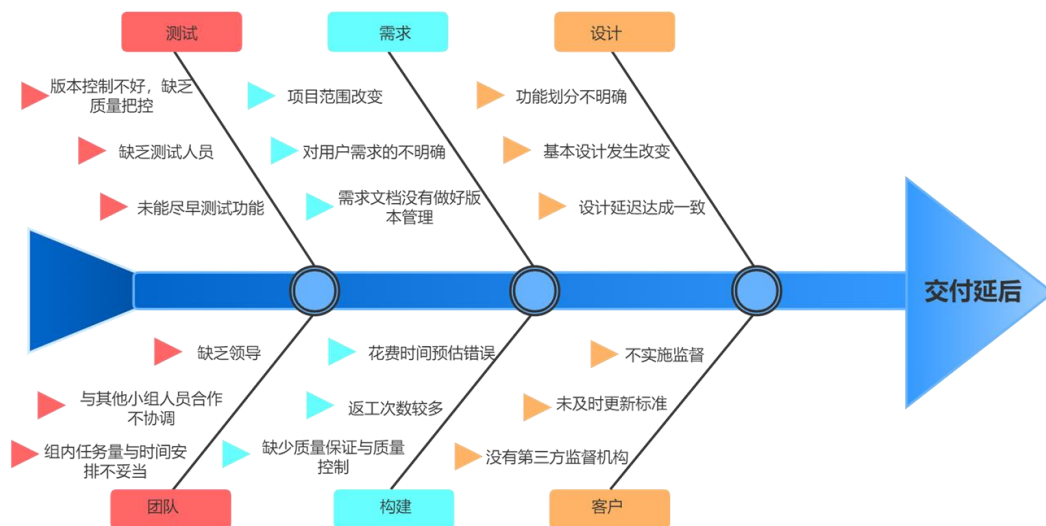 测试
需求
设计
版本控制不好，缺乏
质量把控
缺乏测试人员
未能尽早测试功能
项目范围改变
对用户需求的不明确
需求文档没有做好版
本管理
功能划分不明确
基本设计发生改变
设计延迟达成一致
交付延后
缺乏领导
与其他小组人员合作
不协调
组内任务量与时间安
排不妥当
花费时间预估错误
返工次数较多
缺少质量保证与质量
控制
不实施监督
未及时更新标准
没有第三方监督机构
团队
构建
客户